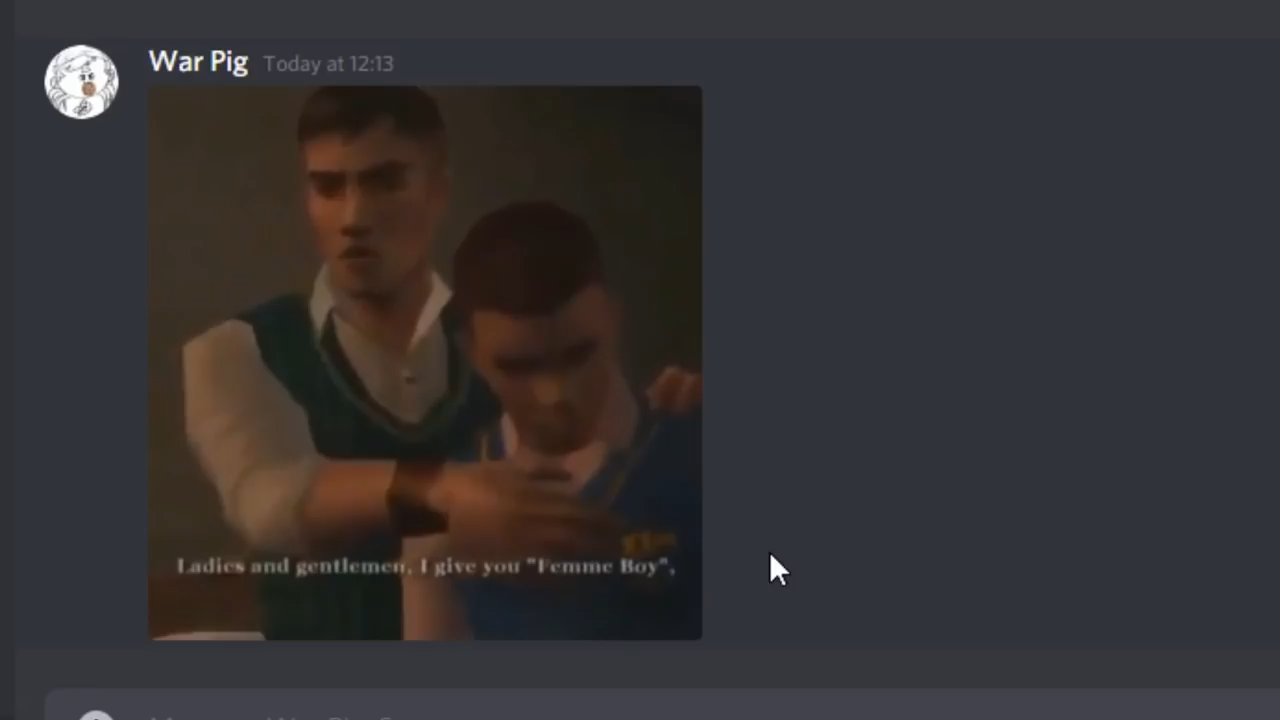 War Pig Today at 12:13
Ladies and gentlemen, I give you "Femme Boy",